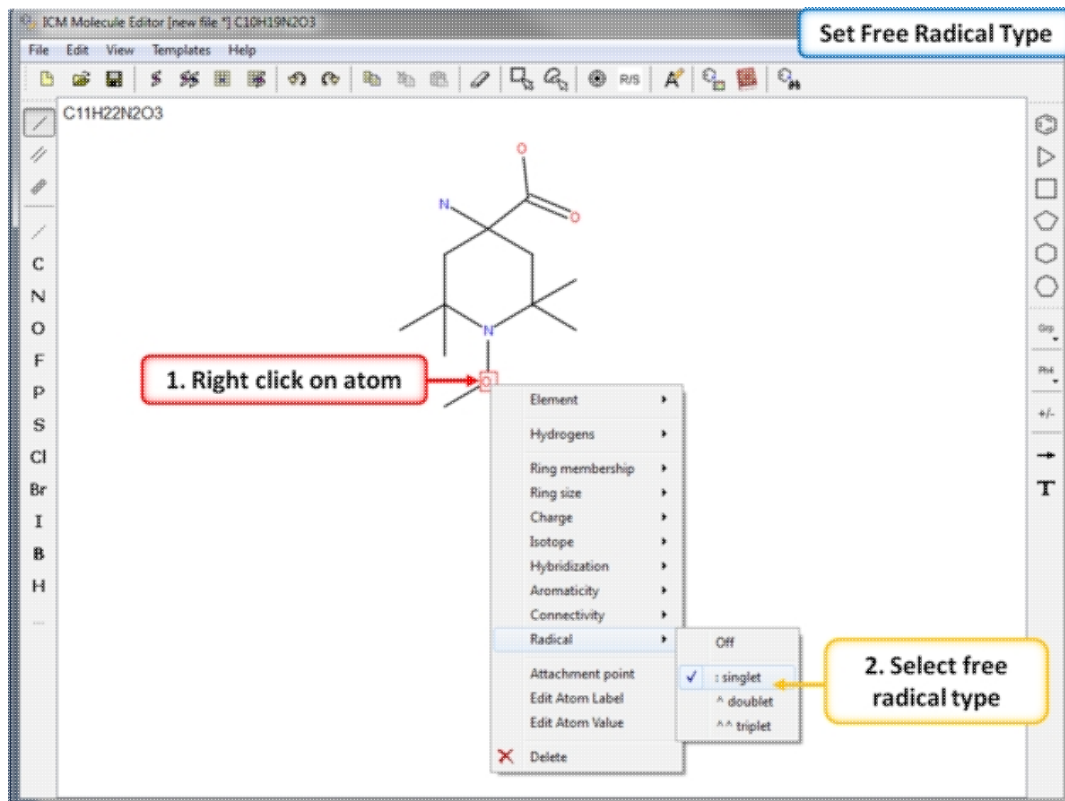 ICM Molecule Editor [new file *] C10H19N2O3
Set Free Radical Type
File Edit View Templates Help
R/S A
C11H22N2O3
O
N
O
N
O
C
N
O
F
P
S
Cl
Br
I
B
H
Grp
Ph4
+/-
T
1. Right click on atom
Element
Hydrogens
Ring membership
Ring size
Charge
Isotope
Hybridization
Aromaticity
Connectivity
Radical
Attachment point
Edit Atom Label
Edit Atom Value
Delete
Off
: singlet
^ doublet
^^ triplet
2. Select free
radical type